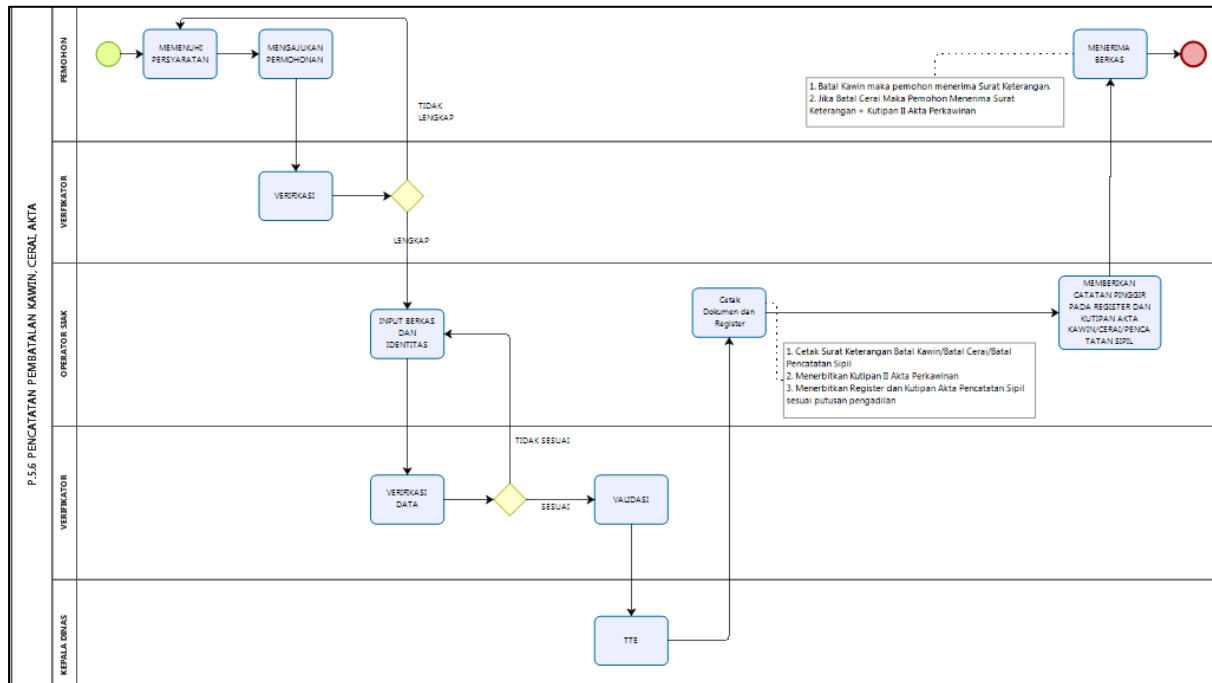 P.5.6 PENCATATAN PEMBATALAN KAWIN, CERAI, AKTA
PEMOHON
MEMENUHI
PERSYARATAN
MENGAJUKAN
PERMOHONAN
TIDAK
LENGKAP
MENERIMA
BERKAS
1. Batal Kawin maka pemohon menerima Surat Keterangan.
2. Jika Batal Cerai Maka Pemohon Menerima Surat
Keterangan + Kutipan II Akta Perkawinan
VERFIKATOR
VERIFIKASI
LENGKAP
OPERATOR SIAK
INPUT BERKAS
DAN
IDENTITAS
Cetak
Dokumen dan
Register
MEMBERIKAN
CATATAN PINGGIR
PADA REGISTER DAN
KUTIPAN AKTA
KAWIN/CERAI/PENCA
TATAN SIPIL
1. Cetak Surat Keterangan Batal Kawin/Batal Cerai/Batal
Pencatatan Sipil
2. Menerbitkan Kutipan II Akta Perkawinan
3. Menerbitkan Register dan Kutipan Akta Pencatatan Sipil
sesuai putusan pengadilan
VERIFIKATOR
TIDAK SESUAI
VERIFIKASI
DATA
SESUAI
VALIDASI
KEPALA DINAS
TTE